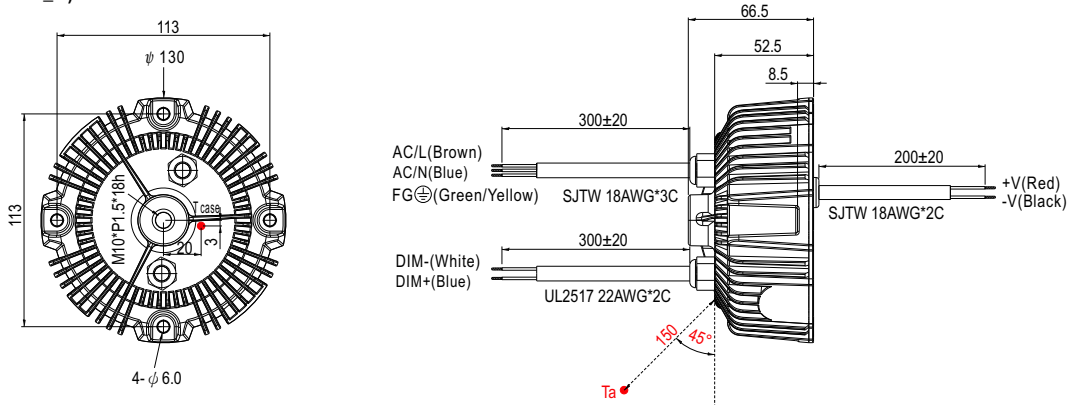 113
ψ 130
113
M10*P1.5*18h
T case
20
3
4- ψ 6.0
66.5
52.5
8.5
300±20
AC/L(Brown)
AC/N(Blue)
FG(Green/Yellow)
SJTW 18AWG*3C
200±20
+V(Red)
-V(Black)
SJTW 18AWG*2C
300±20
DIM-(White)
DIM+(Blue)
UL2517 22AWG*2C
150
45°
Ta